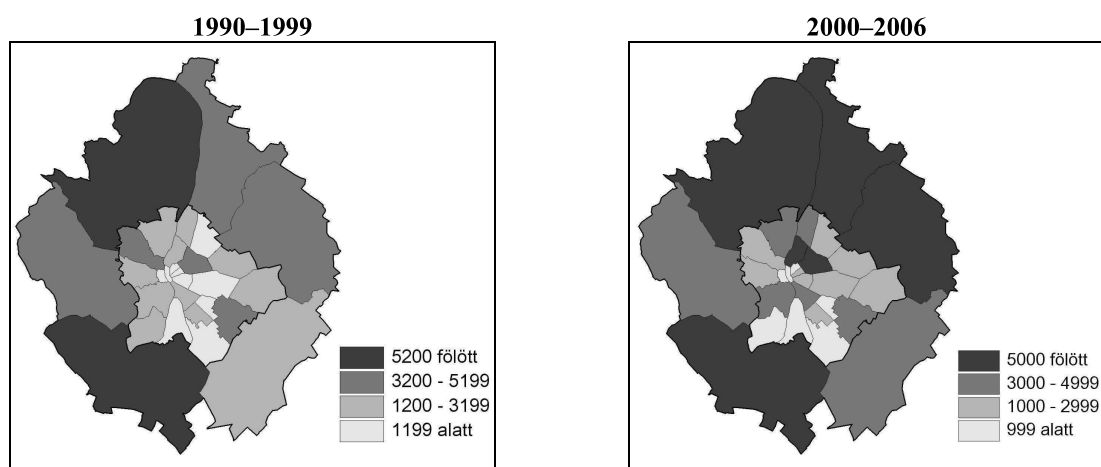 1990–1999
5200 fölött
3200 - 5199
1200 - 3199
1199 alatt
2000–2006
5000 fölött
3000 - 4999
1000 - 2999
999 alatt